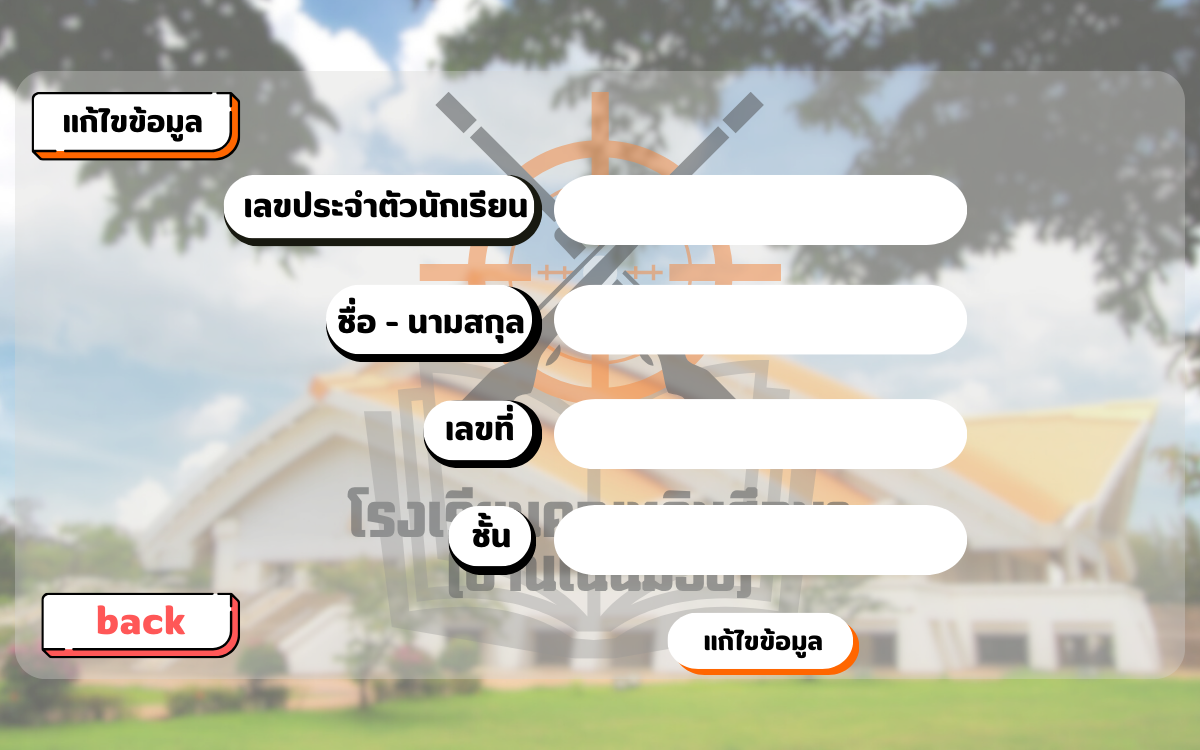 แก้ไขข้อมูล
เลขประจำตัวนักเรียน
ชื่อ - นามสกุล
เลขที่
ชั้น
back
แก้ไขข้อมูล